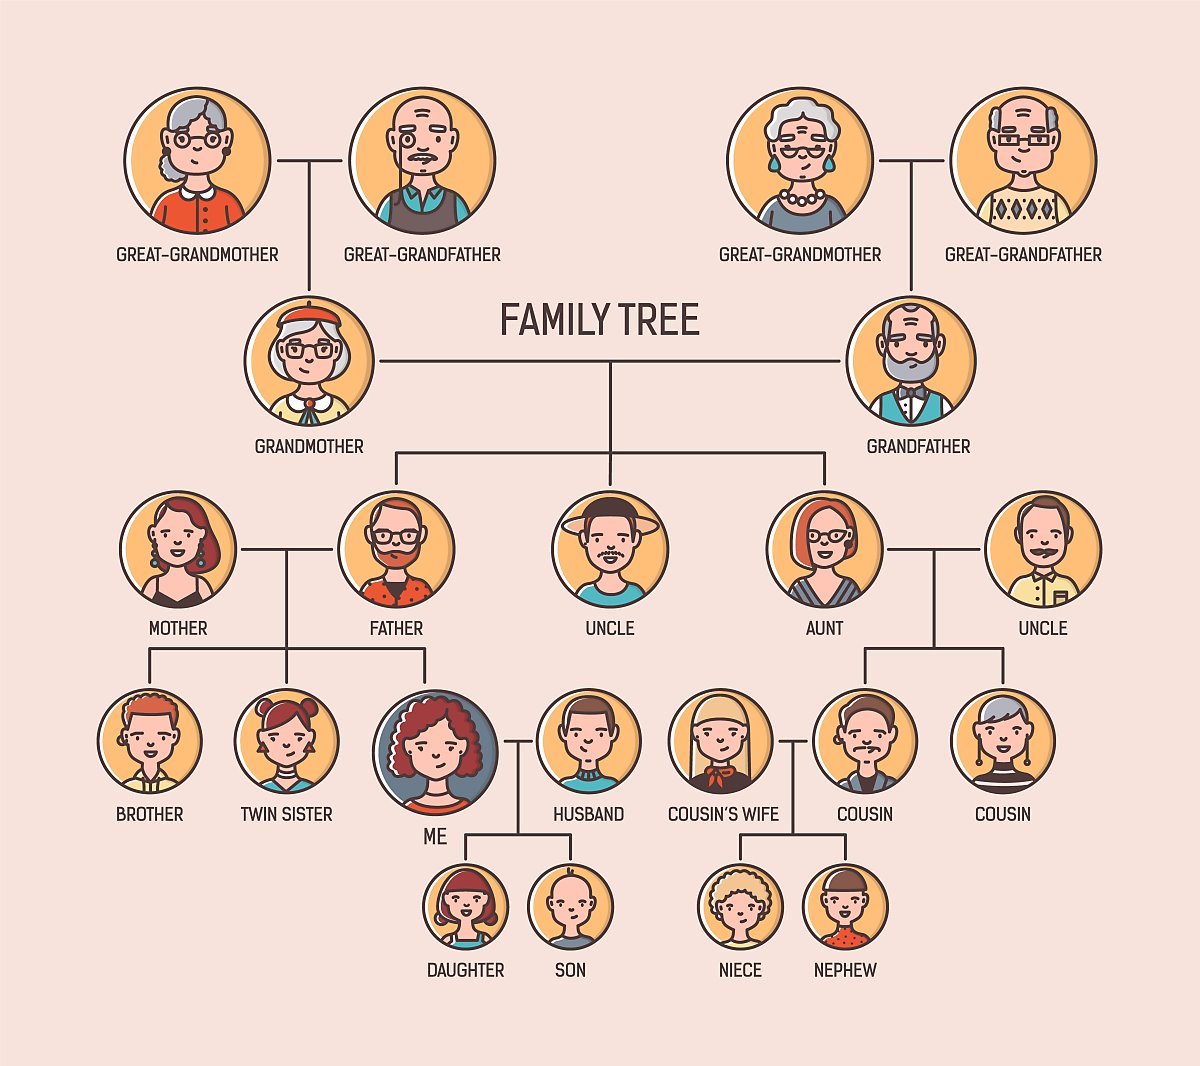 GREAT-GRANDMOTHER
GREAT-GRANDFATHER
GREAT-GRANDMOTHER
GREAT-GRANDFATHER
FAMILY TREE
GRANDMOTHER
GRANDFATHER
MOTHER
FATHER
UNCLE
AUNT
UNCLE
BROTHER
TWIN SISTER
ME
HUSBAND
COUSIN'S WIFE
COUSIN
COUSIN
DAUGHTER
SON
NIECE
NEPHEW